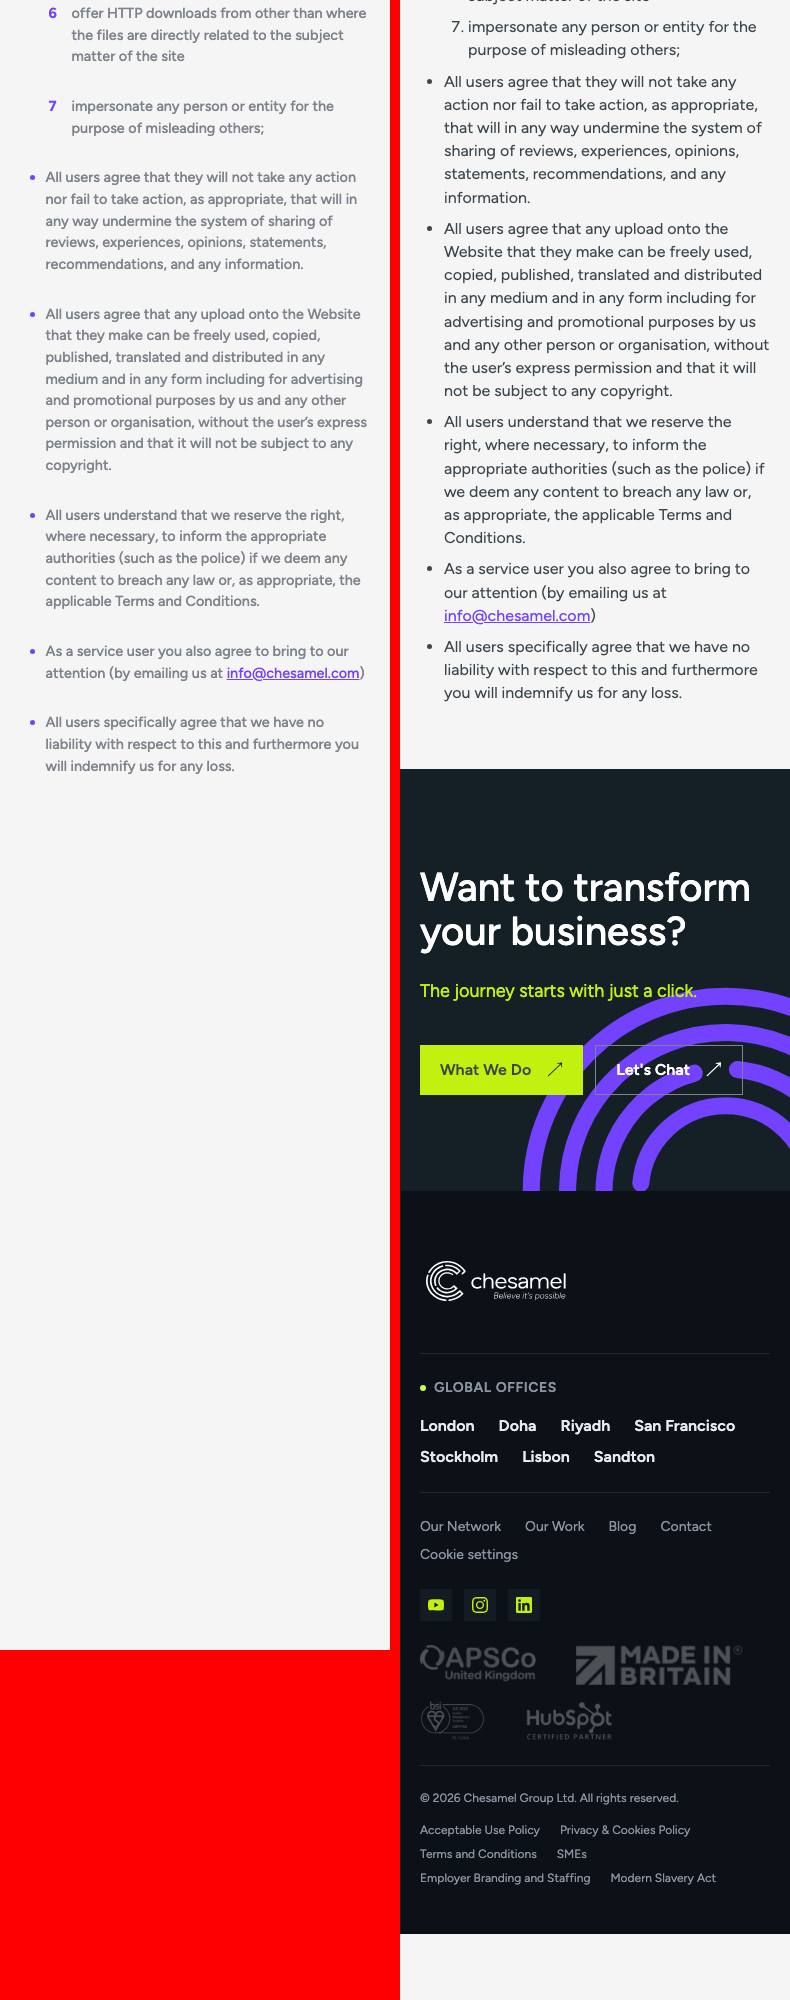 6 offer HTTP downloads from other than where
the files are directly related to the subject
matter of the site
7 impersonate any person or entity for the
purpose of misleading others;
All users agree that they will not take any action
nor fail to take action, as appropriate, that will in
any way undermine the system of sharing of
reviews, experiences, opinions, statements,
recommendations, and any information.
All users agree that any upload onto the Website
that they make can be freely used, copied,
published, translated and distributed in any
medium and in any form including for advertising
and promotional purposes by us and any other
person or organisation, without the user’s express
permission and that it will not be subject to any
copyright.
All users understand that we reserve the right,
where necessary, to inform the appropriate
authorities (such as the police) if we deem any
content to breach any law or, as appropriate, the
applicable Terms and Conditions.
As a service user you also agree to bring to our
attention (by emailing us at info@chesamel.com)
All users specifically agree that we have no
liability with respect to this and furthermore you
will indemnify us for any loss.
7. impersonate any person or entity for the
purpose of misleading others;
All users agree that they will not take any
action nor fail to take action, as appropriate,
that will in any way undermine the system of
sharing of reviews, experiences, opinions,
statements, recommendations, and any
information.
All users agree that any upload onto the
Website that they make can be freely used,
copied, published, translated and distributed
in any medium and in any form including for
advertising and promotional purposes by us
and any other person or organisation, without
the user’s express permission and that it will
not be subject to any copyright.
All users understand that we reserve the
right, where necessary, to inform the
appropriate authorities (such as the police) if
we deem any content to breach any law or,
as appropriate, the applicable Terms and
Conditions.
As a service user you also agree to bring to
our attention (by emailing us at
info@chesamel.com)
All users specifically agree that we have no
liability with respect to this and furthermore
you will indemnify us for any loss.
Want to transform
your business?
The journey starts with just a click.
What We Do Let's Chat
chesamel
Believe it's possible
GLOBAL OFFICES
London Doha Riyadh San Francisco
Stockholm Lisbon Sandton
Our Network Our Work Blog Contact
Cookie settings
APSCo
United Kingdom
MADE IN
BRITAIN®
bsi
HubSpot
CERTIFIED PARTNER
© 2026 Chesamel Group Ltd. All rights reserved.
Acceptable Use Policy Privacy & Cookies Policy
Terms and Conditions SMEs
Employer Branding and Staffing Modern Slavery Act